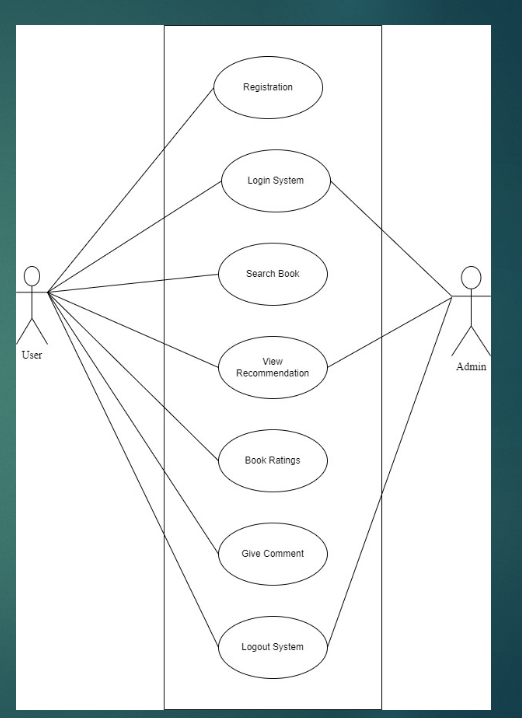 Registration
Login System
Search Book
User
View
Recommendation
Admin
Book Ratings
Give Comment
Logout System